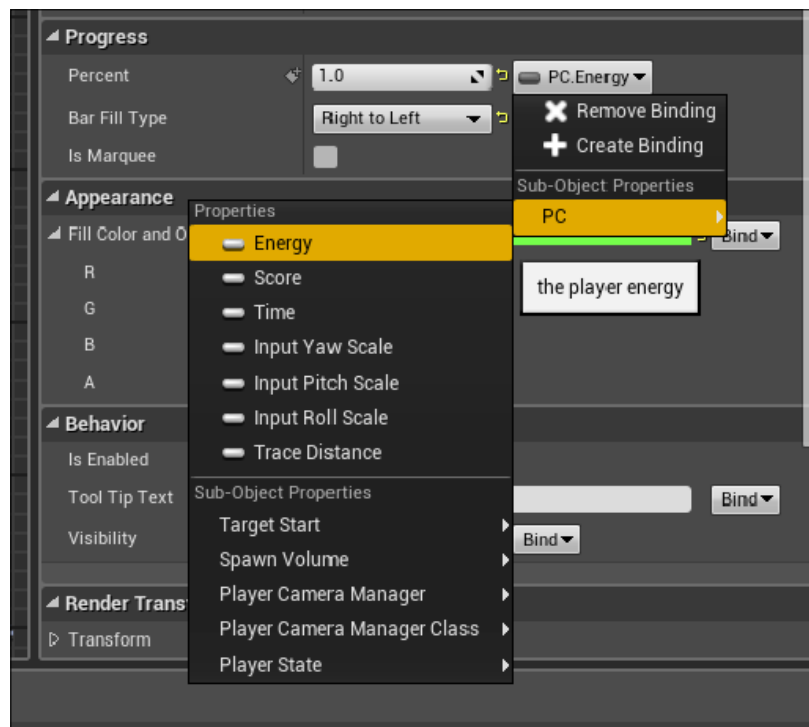 Progress
Percent 1.0 PC.Energy
Remove Binding
Bar Fill Type Right to Left
Create Binding
Is Marquee
Sub-Object Properties
PC
Appearance
Properties
Fill Color and O Bind
Energy
R
Score
the player energy
G
Time
B
Input Yaw Scale
A
Input Pitch Scale
Input Roll Scale
Behavior
Trace Distance
Is Enabled
Sub-Object Properties
Tool Tip Text Bind
Target Start
Visibility Bind
Spawn Volume
Player Camera Manager
Render Trans
Player Camera Manager Class
Transform
Player State